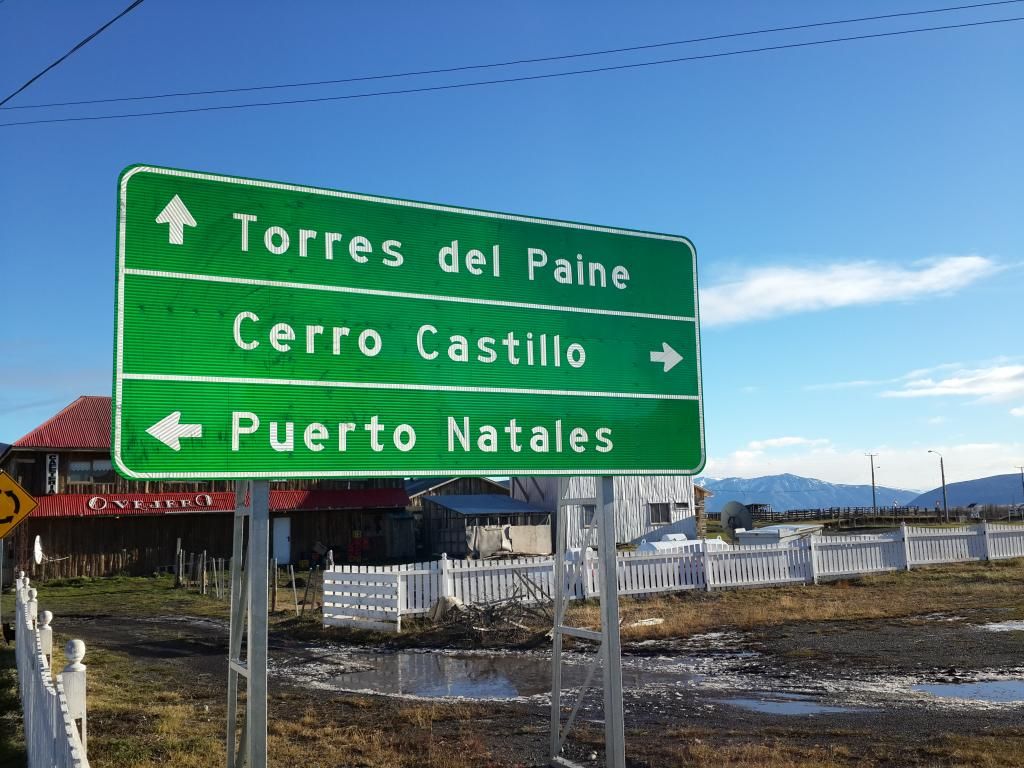 Torres del Paine
Cerro Castillo
Puerto Natales
OVEJERO